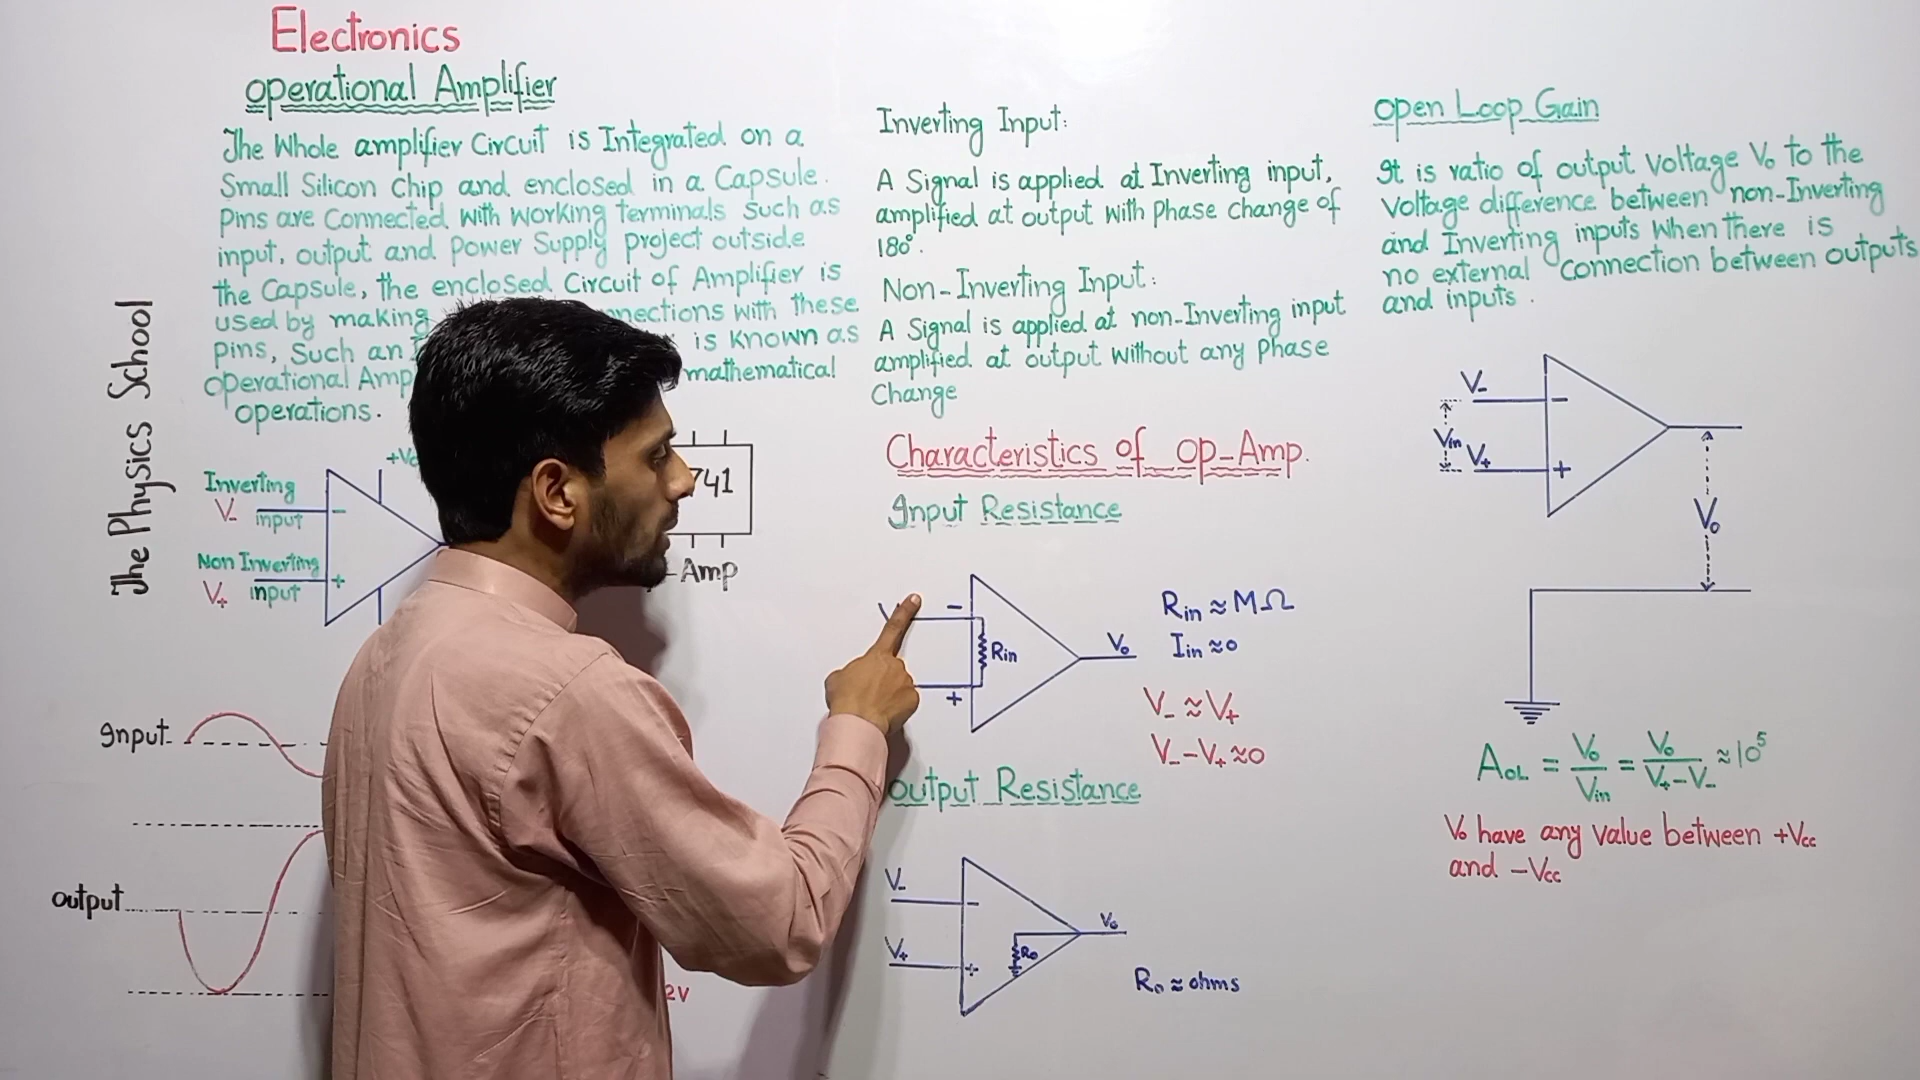 Electronics
Operational Amplifier
The Whole amplifier Circuit is Integrated on a
Small Silicon Chip and enclosed in a Capsule.
Pins are Connected with working terminals Such as
input, output and Power Supply project outside
the Capsule, the enclosed Circuit of Amplifier is
used by making nnections with these
pins, Such an is Known as
Operational Amp mathematical
operations.
The Physics School
+Vc
Inverting
V- input
-
Non Inverting
V+ input
+
741
-Amp
Input
output
2V
Inverting Input:
A Signal is applied at Inverting input,
amplified at output with Phase Change of
180°.
Non-Inverting Input:
A Signal is applied at non-Inverting input
amplified at output without any Phase
Change
Characteristics of Op-Amp.
Input Resistance
-
Rin
+
Vo
Rin ≈ MΩ
Iin ≈ 0
V- ≈ V+
V- - V+ ≈ 0
Output Resistance
V-
-
V+
+
Ro
Vo
Ro ≈ ohms
Open Loop Gain
It is ratio of output voltage Vo to the
Voltage difference between non-Inverting
and Inverting inputs When there is
no external Connection between outputs
and inputs.
V-
-
Vin
V+
+
Vo
AOL = Vo/Vin = Vo/V+-V- ≈ 10⁵
Vo have any value between +Vcc
and -Vcc